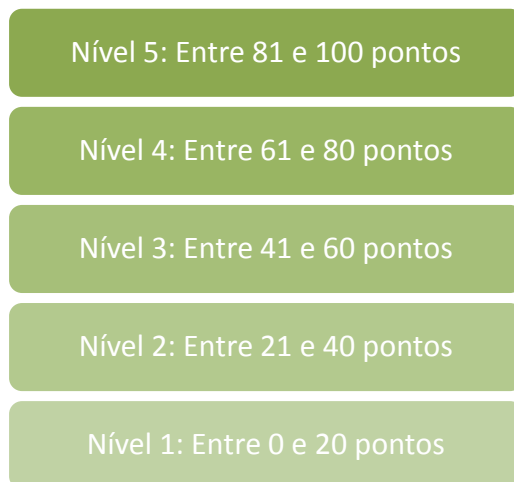 Nível 5: Entre 81 e 100 pontos
Nível 4: Entre 61 e 80 pontos
Nível 3: Entre 41 e 60 pontos
Nível 2: Entre 21 e 40 pontos
Nível 1: Entre 0 e 20 pontos